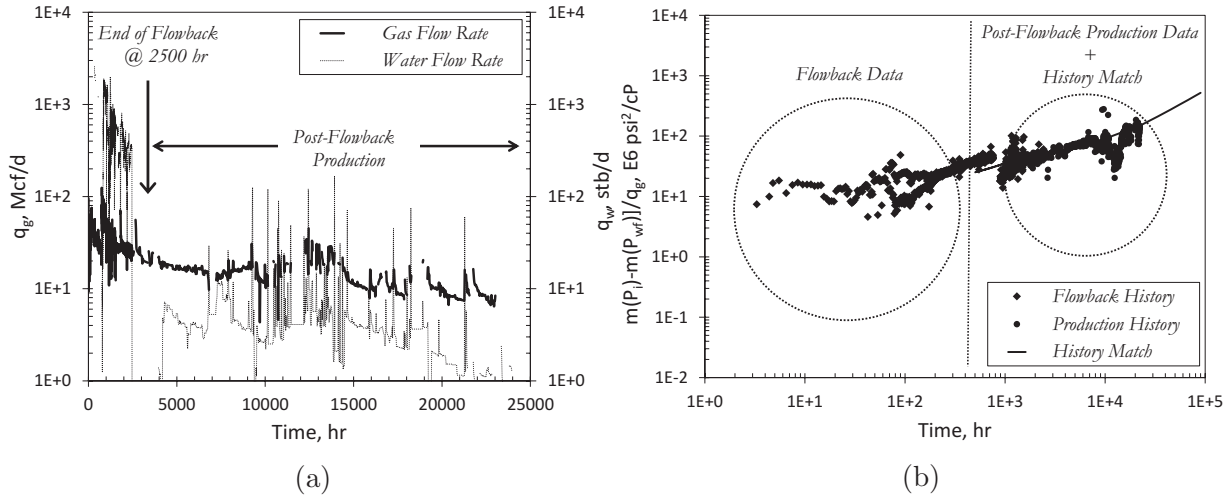 1E+4
1E+3
1E+2
1E+1
1E+0
q_g, Mcf/d
0
5000
10000
15000
20000
25000
Time, hr
1E+4
1E+3
1E+2
1E+1
1E+0
q_w, stb/d
End of Flowback
@ 2500 hr
Gas Flow Rate
Water Flow Rate
Post-Flowback
Production
(a)
1E+4
1E+3
1E+2
1E+1
1E+0
1E-1
1E-2
m(P_i)-m(P_wf)]/q_g, E6 psi²/cP
1E+0
1E+1
1E+2
1E+3
1E+4
1E+5
Time, hr
Flowback Data
Post-Flowback Production Data
+
History Match
Flowback History
Production History
History Match
(b)